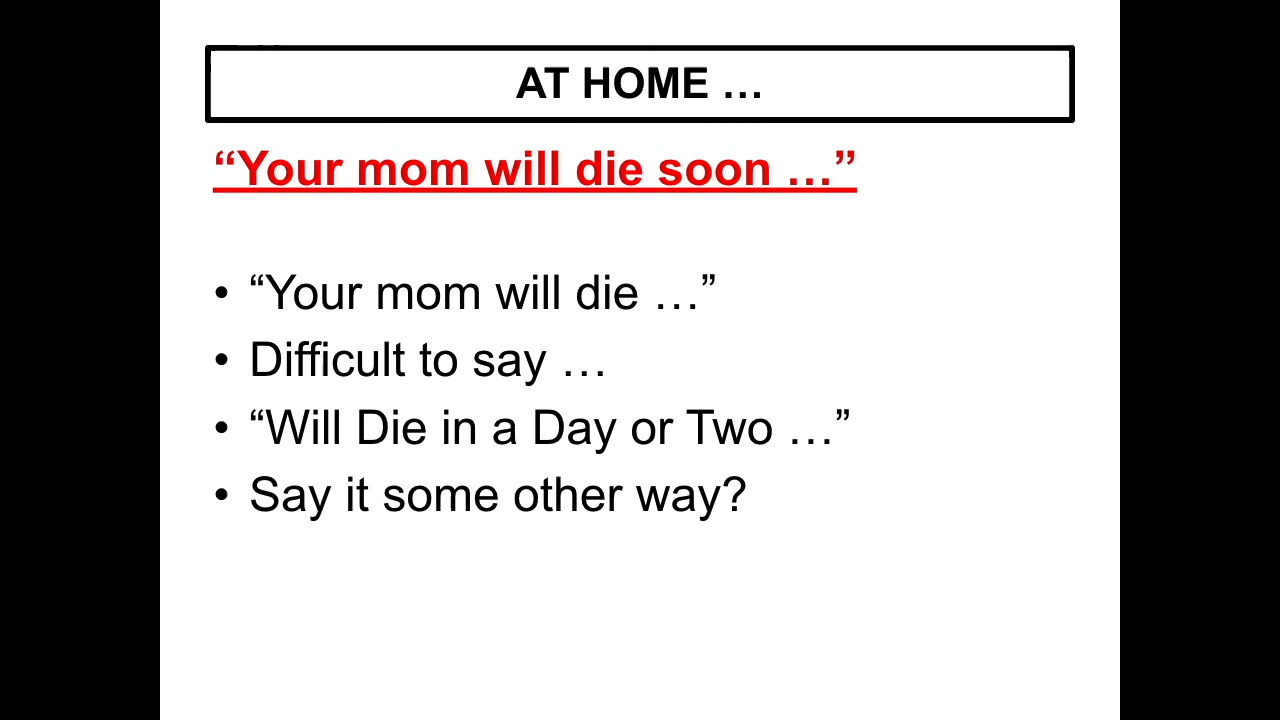 AT HOME …
“Your mom will die soon …”
• “Your mom will die …”
• Difficult to say …
• “Will Die in a Day or Two …”
• Say it some other way?